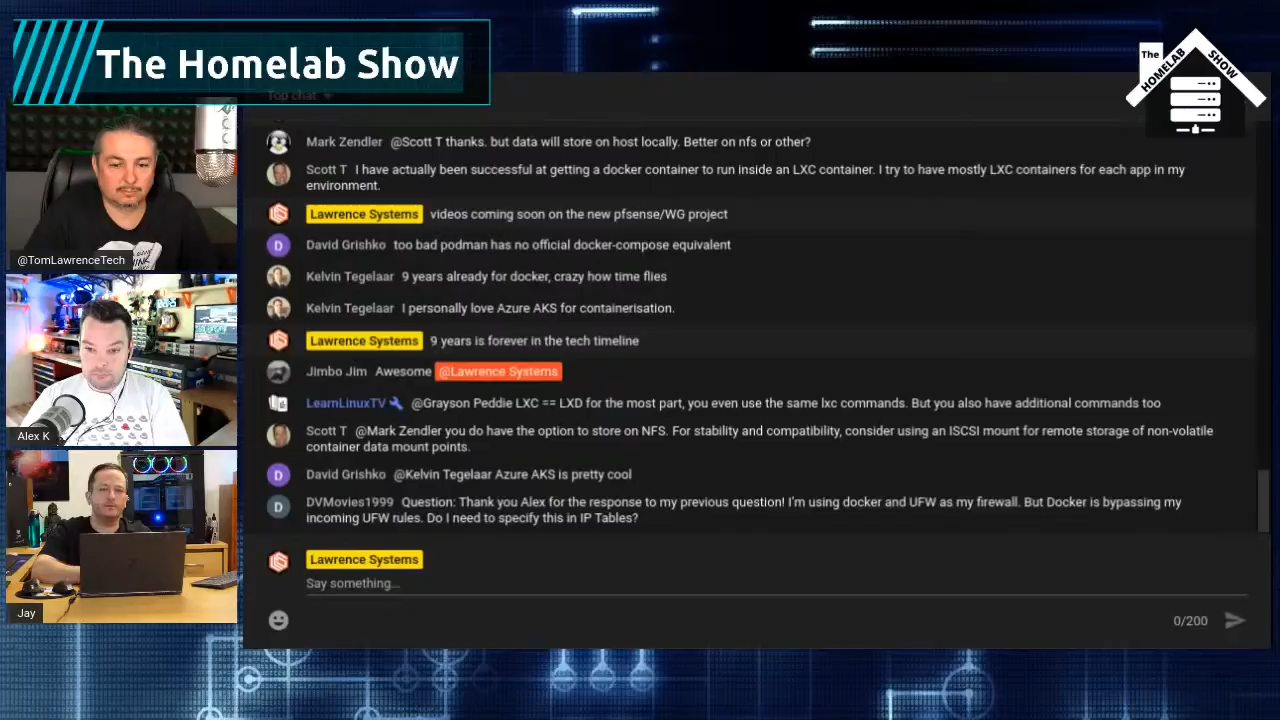 The Homelab Show
The
HOMELAB
SHOW
Top chat
Mark Zendler @Scott T thanks. but data will store on host locally. Better on nfs or other?
Scott T I have actually been successful at getting a docker container to run inside an LXC container. I try to have mostly LXC containers for each app in my
environment.
Lawrence Systems videos coming soon on the new pfsense/WG project
David Grishko too bad podman has no official docker-compose equivalent
Kelvin Tegelaar 9 years already for docker, crazy how time flies
Kelvin Tegelaar I personally love Azure AKS for containerisation.
Lawrence Systems 9 years is forever in the tech timeline
Jimbo Jim Awesome @Lawrence Systems
LearnLinuxTV @Grayson Peddie LXC == LXD for the most part, you even use the same lxc commands. But you also have additional commands too
Scott T @Mark Zendler you do have the option to store on NFS. For stability and compatibility, consider using an ISCSI mount for remote storage of non-volatile
container data mount points.
D David Grishko @Kelvin Tegelaar Azure AKS is pretty cool
D DVMovies1999 Question: Thank you Alex for the response to my previous question! I'm using docker and UFW as my firewall. But Docker is bypassing my
incoming UFW rules. Do I need to specify this in IP Tables?
Lawrence Systems
Say something...
0/200
@TomLawrenceTech
Alex K
Jay